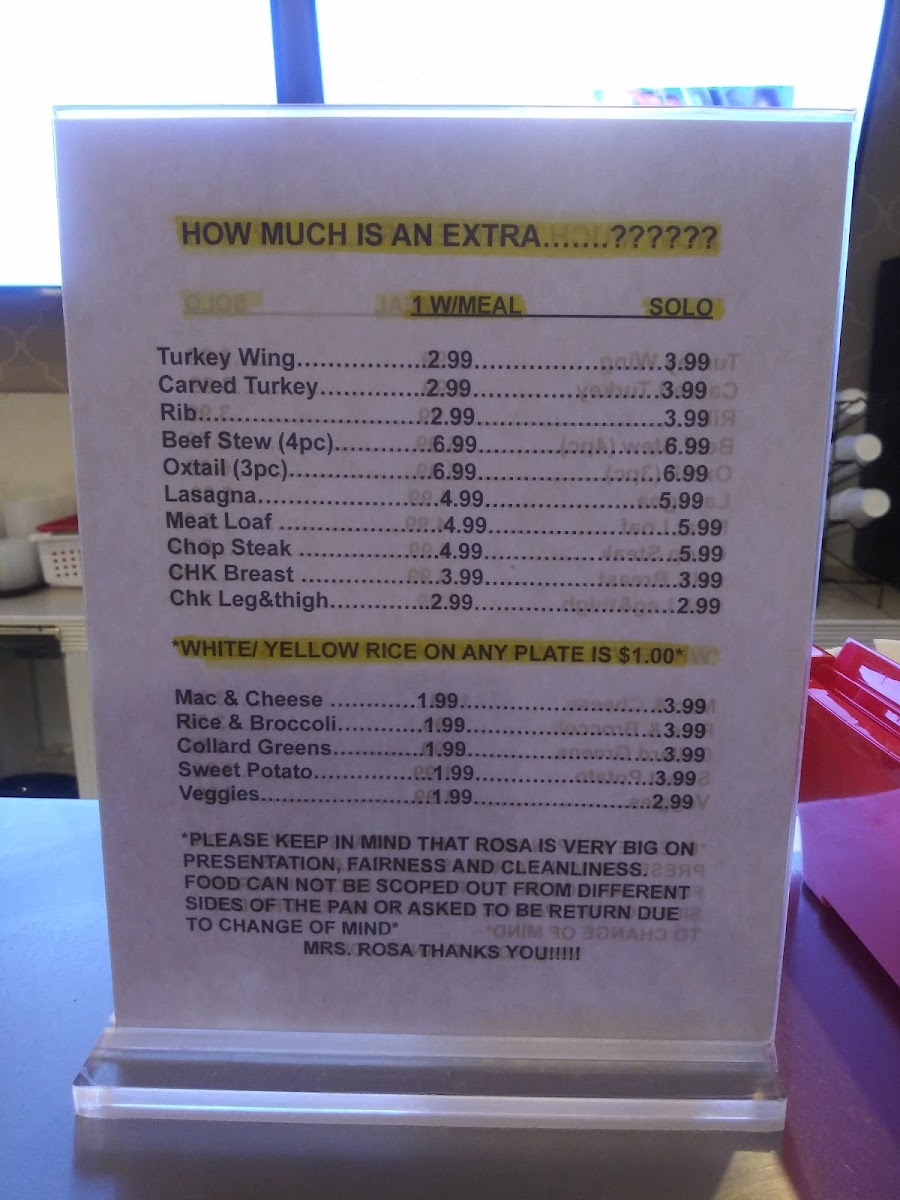 HOW MUCH IS AN EXTRA.......??????
1 W/MEAL SOLO
Turkey Wing....................2.99..............................3.99
Carved Turkey................2.99..............................3.99
Rib...................................2.99..............................3.99
Beef Stew (4pc)..............6.99..............................6.99
Oxtail (3pc).....................6.99..............................6.99
Lasagna..........................4.99............................5.99
Meat Loaf ........................4.99..............................5.99
Chop Steak .....................4.99..............................5.99
CHK Breast .....................3.99..............................3.99
Chk Leg&thigh................2.99..............................2.99
*WHITE/ YELLOW RICE ON ANY PLATE IS $1.00*
Mac & Cheese ..............1.99..................................3.99
Rice & Broccoli..............1.99.................................3.99
Collard Greens...............1.99.................................3.99
Sweet Potato..................1.99..............................3.99
Veggies..........................1.99..............................2.99
*PLEASE KEEP IN MIND THAT ROSA IS VERY BIG ON
PRESENTATION, FAIRNESS AND CLEANLINESS.
FOOD CAN NOT BE SCOPED OUT FROM DIFFERENT
SIDES OF THE PAN OR ASKED TO BE RETURN DUE
TO CHANGE OF MIND*
MRS. ROSA THANKS YOU!!!!!